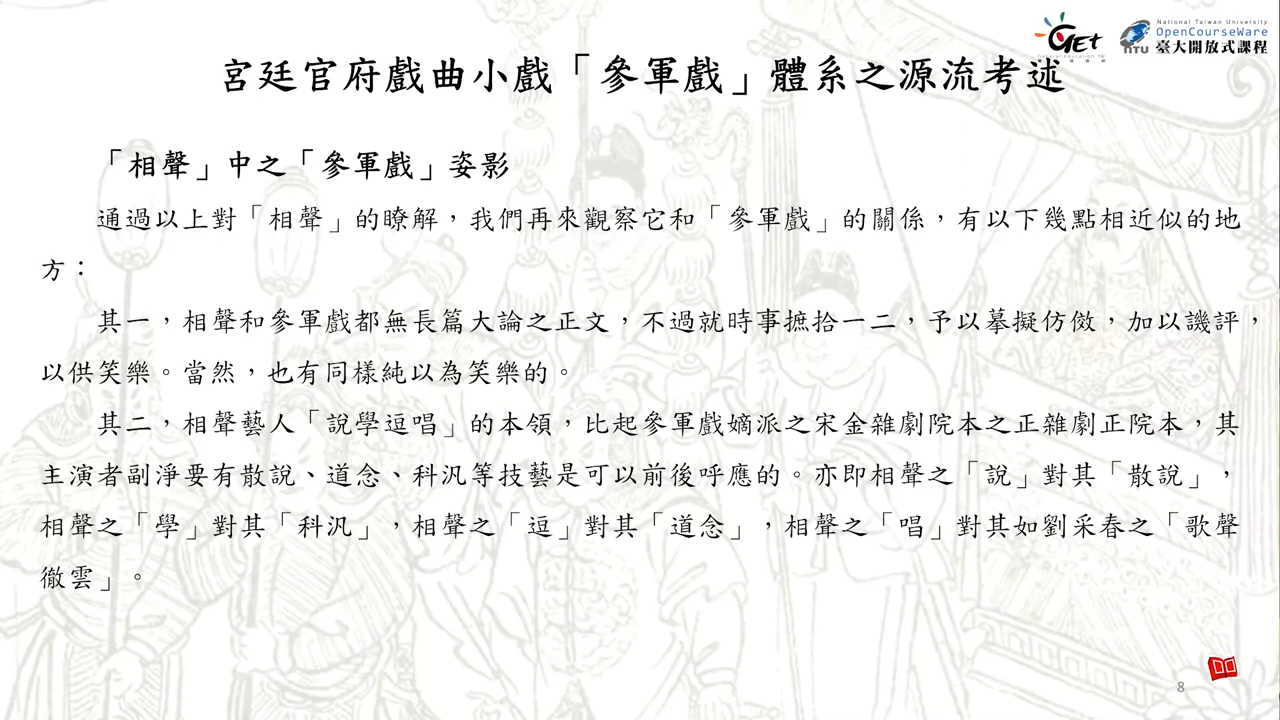 National Taiwan University
OpenCourseWare
臺大開放式課程
GET
NTU
宮廷官府戲曲小戲「參軍戲」體系之源流考述
「相聲」中之「參軍戲」姿影
通過以上對「相聲」的瞭解，我們再來觀察它和「參軍戲」的關係，有以下幾點相近似的地
方：
其一，相聲和參軍戲都無長篇大論之正文，不過就時事摭拾一二，予以摹擬仿傚，加以譏評，
以供笑樂。當然，也有同樣純以為笑樂的。
其二，相聲藝人「說學逗唱」的本領，比起參軍戲嫡派之宋金雜劇院本之正雜劇正院本，其
主演者副淨要有散說、道念、科汎等技藝是可以前後呼應的。亦即相聲之「說」對其「散說」，
相聲之「學」對其「科汎」，相聲之「逗」對其「道念」，相聲之「唱」對其如劉采春之「歌聲
徹雲」。
8